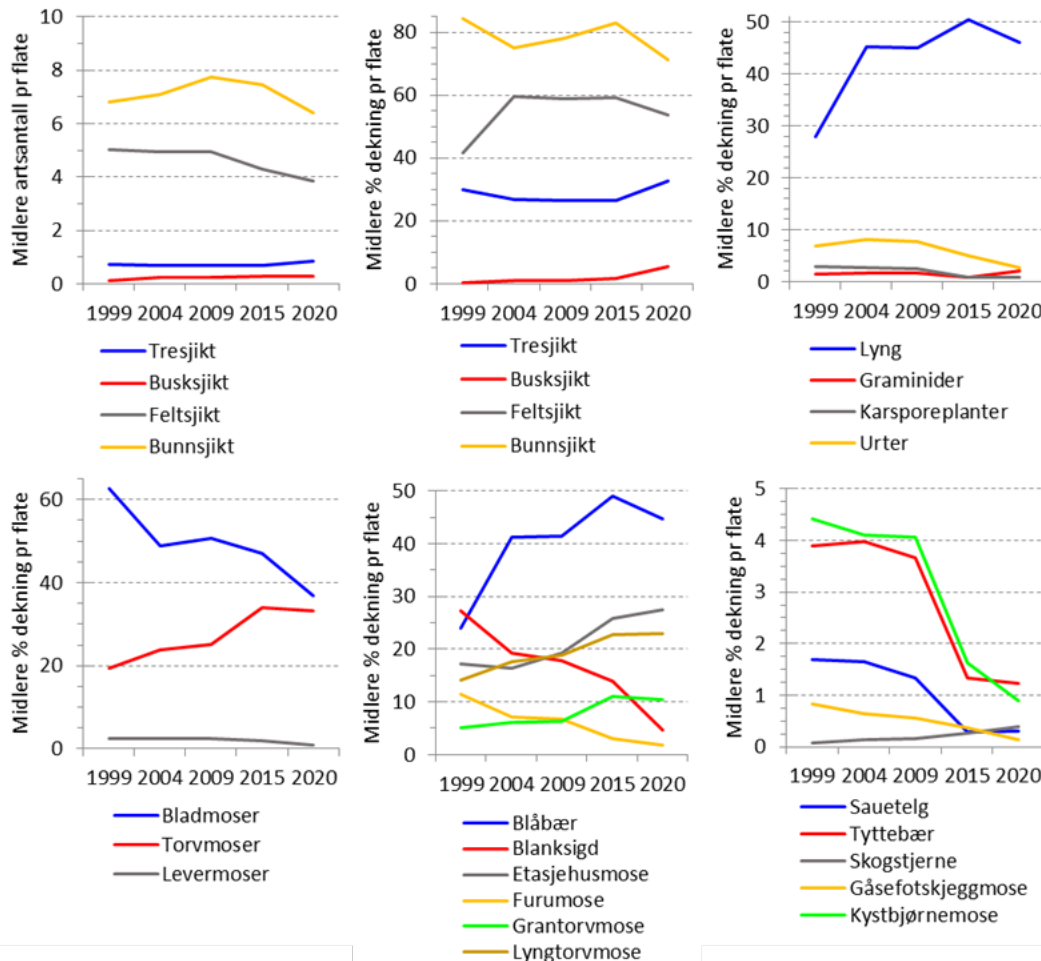 Midlere artsantall pr flate
10
8
6
4
2
0
1999 2004 2009 2015 2020
Tresjikt
Busksjikt
Feltsjikt
Bunnsjikt
Midlere % dekning pr flate
80
60
40
20
0
1999 2004 2009 2015 2020
Tresjikt
Busksjikt
Feltsjikt
Bunnsjikt
Midlere % dekning pr flate
50
40
30
20
10
0
1999 2004 2009 2015 2020
Lyng
Graminider
Karsporeplanter
Urter
Midlere % dekning pr flate
60
40
20
0
1999 2004 2009 2015 2020
Bladmoser
Torvmoser
Levermoser
Midlere % dekning pr flate
50
40
30
20
10
0
1999 2004 2009 2015 2020
Blåbær
Blanksigd
Etasjehusmose
Furumose
Grantorvmose
Lyngtorvmose
Midlere % dekning pr flate
5
4
3
2
1
0
1999 2004 2009 2015 2020
Sauetelg
Tyttebær
Skogstjerne
Gåsefotskjeggmose
Kystbjørnemose